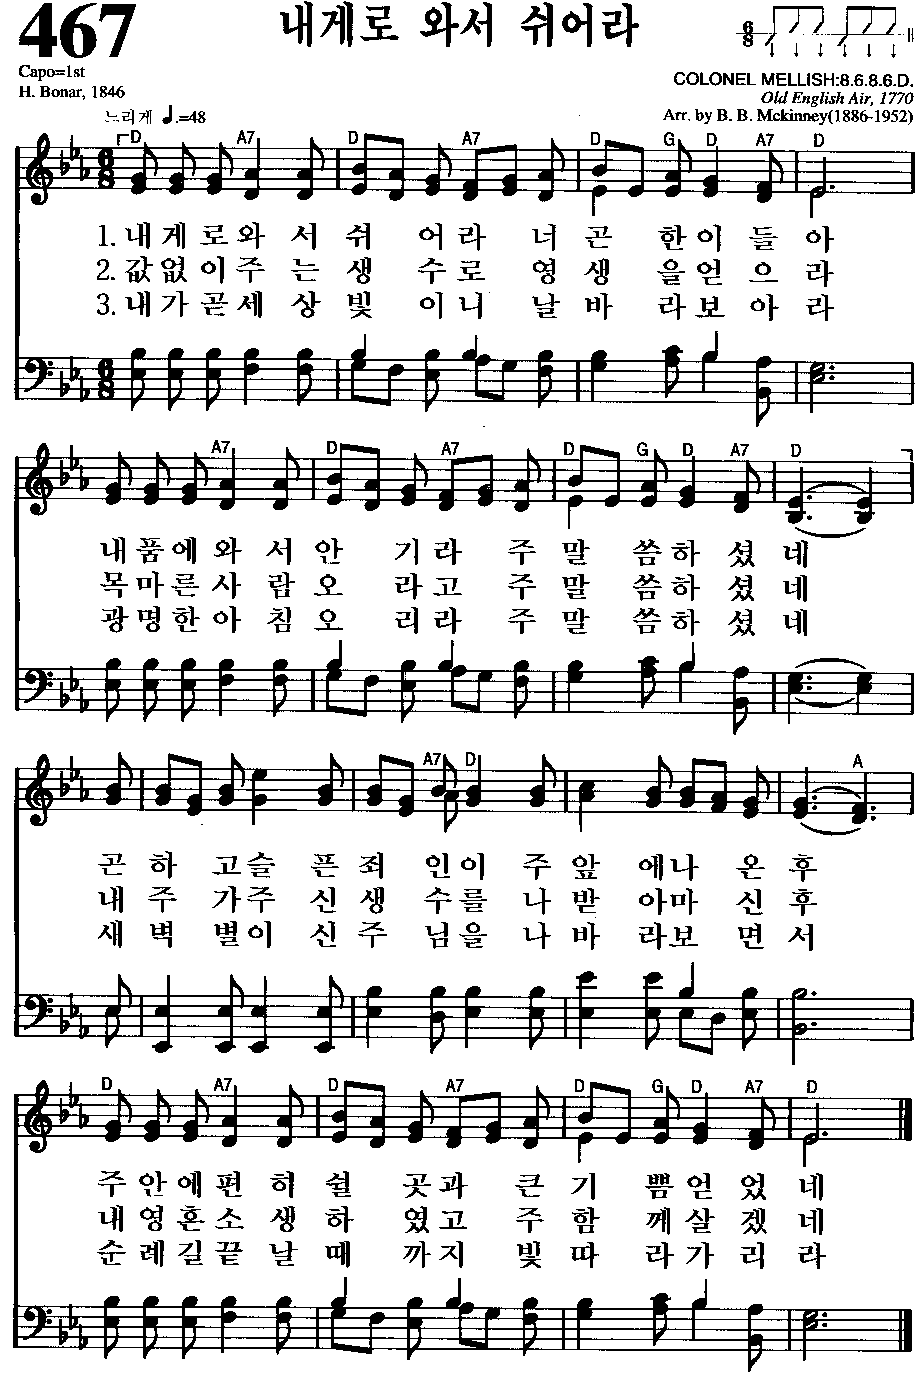 467
내게로 와서 쉬어라
6
8
Capo=1st
H. Bonar, 1846
COLONEL MELLISH:8.6.8.6.D.
Old English Air, 1770
Arr. by B. B. Mckinney(1886-1952)
느리게 ♩.=48
D A7 D A7 D G D A7 D
1. 내 게 로 와 서 쉬 어 라 너 곤 한 이 들 아
2. 값 없 이 주 는 생 수 로 영 생 을 얻 으 라
3. 내 가 곧 세 상 빛 이 니 날 바 라 보 아 라
A7 D A7 D G D A7 D
내 품 에 와 서 안 기 라 주 말 씀 하 셨 네
목 마 른 사 람 오 라 고 주 말 씀 하 셨 네
광 명 한 아 침 오 리 라 주 말 씀 하 셨 네
A7 D A
곤 하 고 슬 픈 죄 인 이 주 앞 에 나 온 후
내 주 가 주 신 생 수 를 나 받 아 마 신 후
새 벽 별 이 신 주 님 을 나 바 라 보 면 서
D A7 D A7 D G D A7 D
주 안 에 편 히 쉴 곳 과 큰 기 쁨 얻 었 네
내 영 혼 소 생 하 였 고 주 함 께 살 겠 네
순 례 길 끝 날 때 까 지 빛 따 라 가 리 라